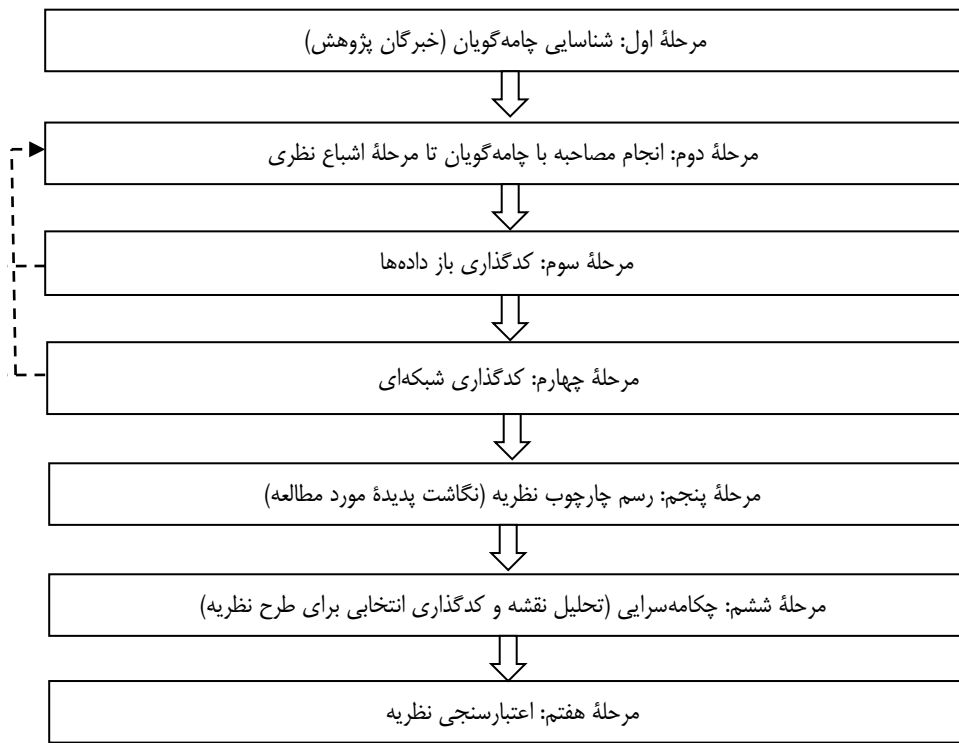 مرحلهٔ اول: شناسایی چامه‌گویان (خبرگان پژوهش)
مرحلهٔ دوم: انجام مصاحبه با چامه‌گویان تا مرحلهٔ اشباع نظری
مرحلهٔ سوم: کدگذاری باز داده‌ها
مرحلهٔ چهارم: کدگذاری شبکه‌ای
مرحلهٔ پنجم: رسم چارچوب نظریه (نگاشت پدیدهٔ مورد مطالعه)
مرحلهٔ ششم: چکامه‌سرایی (تحلیل نقشه و کدگذاری انتخابی برای طرح نظریه)
مرحلهٔ هفتم: اعتبارسنجی نظریه